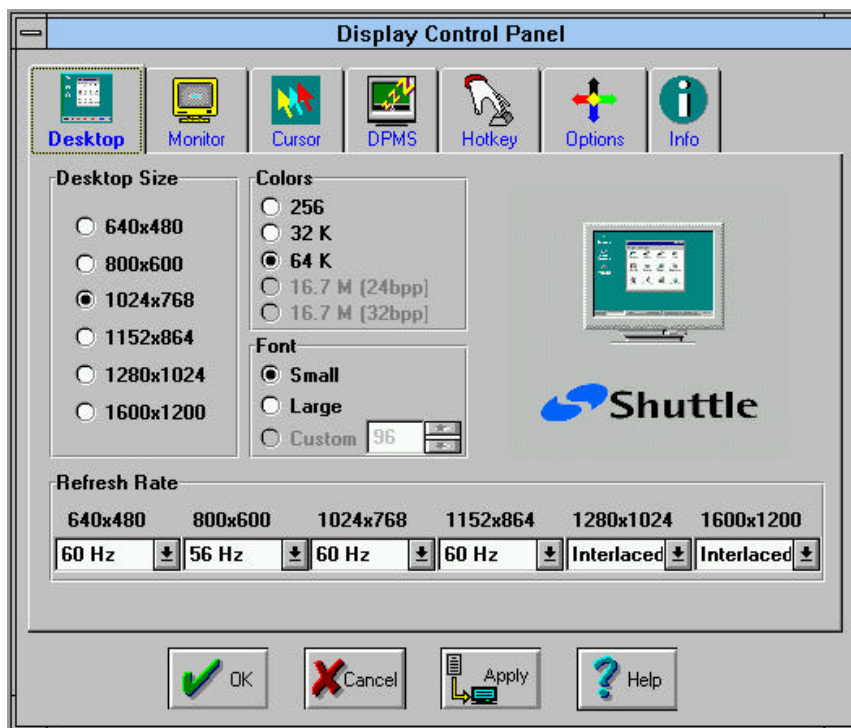 Display Control Panel
Desktop
Monitor
Cursor
DPMS
Hotkey
Options
Info
Desktop Size
640x480
800x600
1024x768
1152x864
1280x1024
1600x1200
Colors
256
32 K
64 K
16.7 M (24bpp)
16.7 M (32bpp)
Font
Small
Large
Custom 96
Shuttle
Refresh Rate
640x480 800x600 1024x768 1152x864 1280x1024 1600x1200
60 Hz 56 Hz 60 Hz 60 Hz Interlaced Interlaced
OK Cancel Apply Help